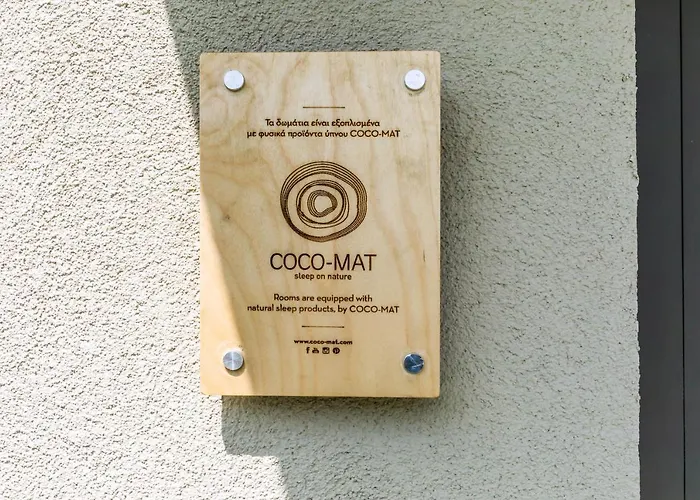 Τα δωμάτια είναι εξοπλισμένα
με φυσικά προϊόντα ύπνου COCO-MAT
COCO-MAT
sleep on nature
Rooms are equipped with
natural sleep products, by COCO-MAT
www.coco-mat.com